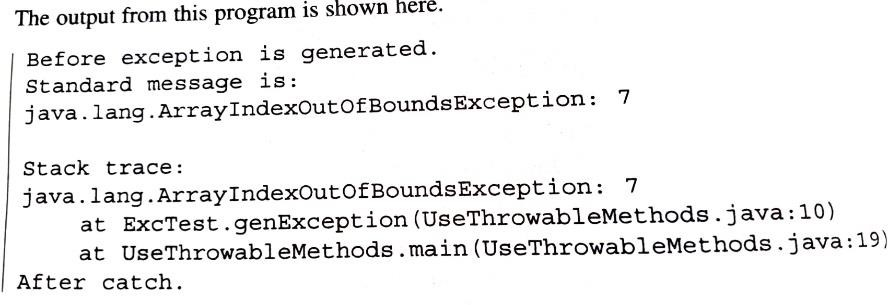 The output from this program is shown here.
Before exception is generated.
Standard message is:
java.lang.ArrayIndexOutOfBoundsException: 7
Stack trace:
java.lang.ArrayIndexOutOfBoundsException: 7
at ExcTest.genException(UseThrowableMethods.java:10)
at UseThrowableMethods.main(UseThrowableMethods.java:19)
After catch.